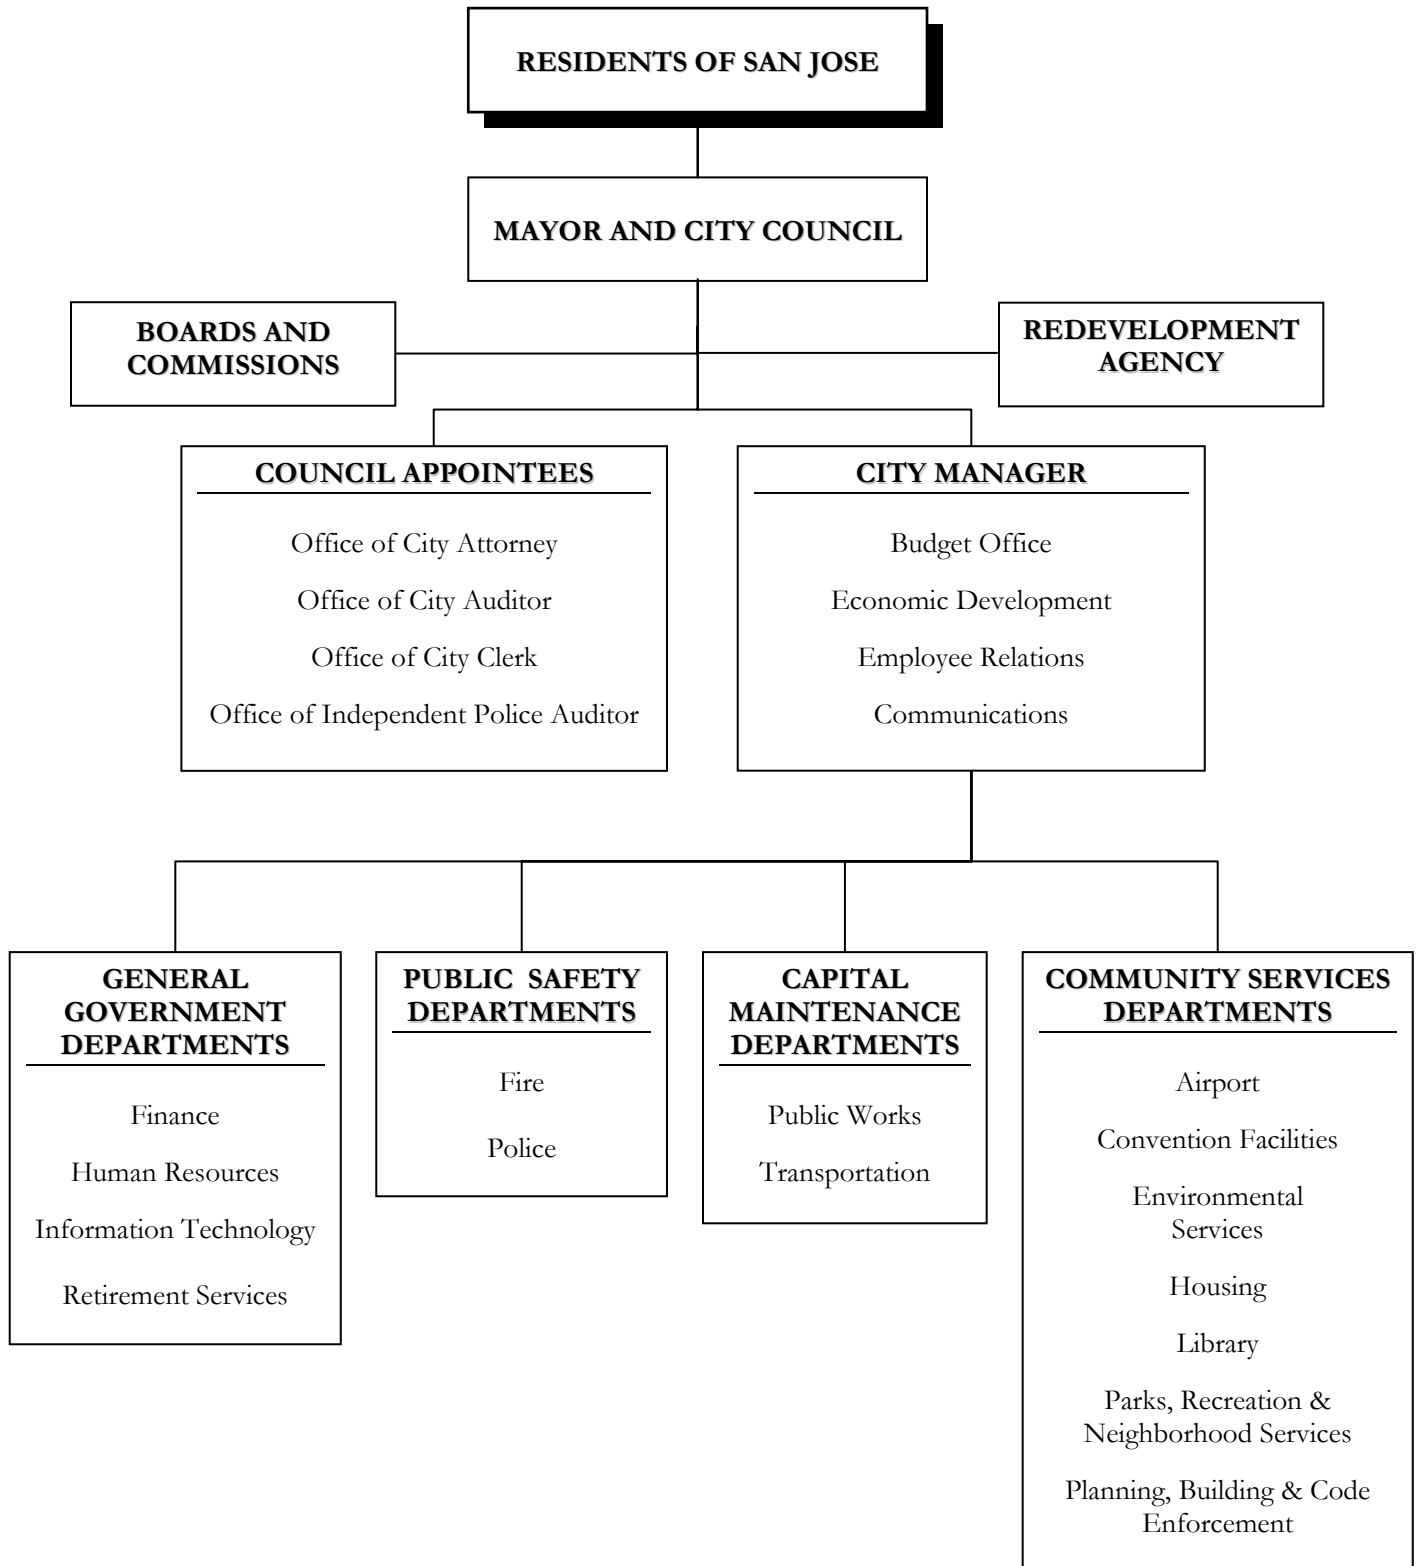 RESIDENTS OF SAN JOSE
MAYOR AND CITY COUNCIL
BOARDS AND
COMMISSIONS
REDEVELOPMENT
AGENCY
COUNCIL APPOINTEES
Office of City Attorney
Office of City Auditor
Office of City Clerk
Office of Independent Police Auditor
CITY MANAGER
Budget Office
Economic Development
Employee Relations
Communications
GENERAL
GOVERNMENT
DEPARTMENTS
Finance
Human Resources
Information Technology
Retirement Services
PUBLIC SAFETY
DEPARTMENTS
Fire
Police
CAPITAL
MAINTENANCE
DEPARTMENTS
Public Works
Transportation
COMMUNITY SERVICES
DEPARTMENTS
Airport
Convention Facilities
Environmental
Services
Housing
Library
Parks, Recreation &
Neighborhood Services
Planning, Building & Code
Enforcement